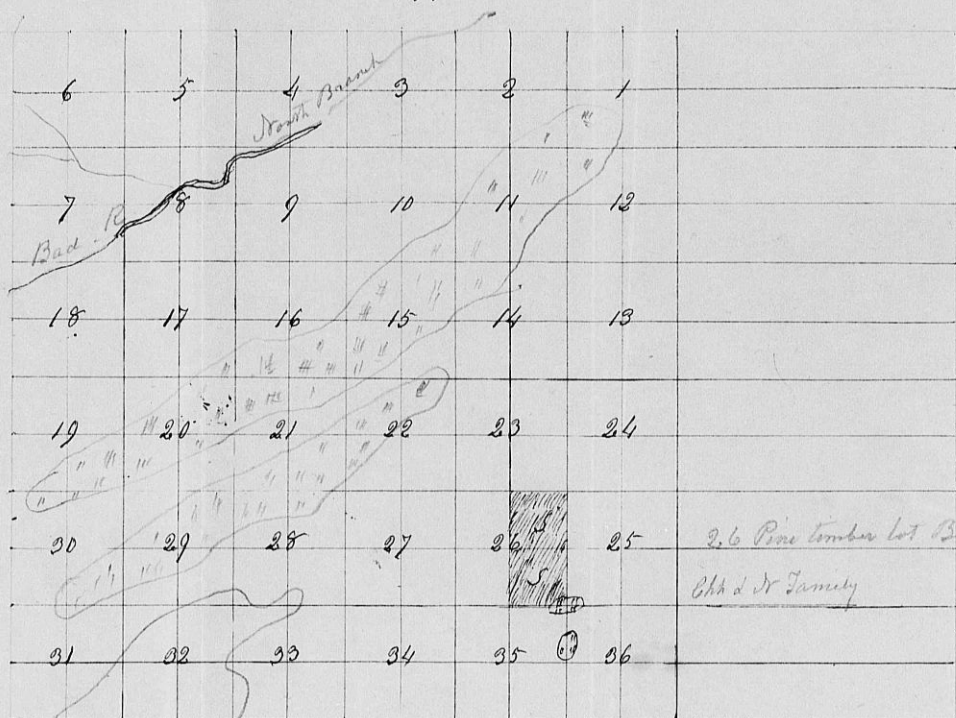 6 5 4 3 2 1
North Branch
7 8 9 10 11 12
Bad R
18 17 16 15 14 13
19 20 21 22 23 24
30 29 28 27 26 25
26 Pine timber lot B
S
S
Family
31 32 33 34 35 36